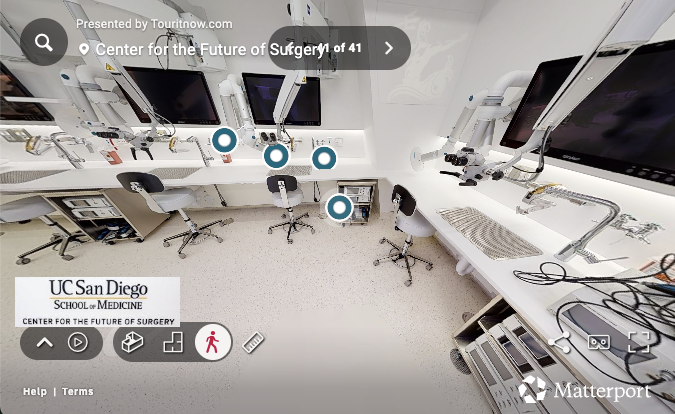 Presented by Touritnow.com
Center for the Future of Surgery
41 of 41
UC San Diego
SCHOOL OF MEDICINE
CENTER FOR THE FUTURE OF SURGERY
Help | Terms
Matterport